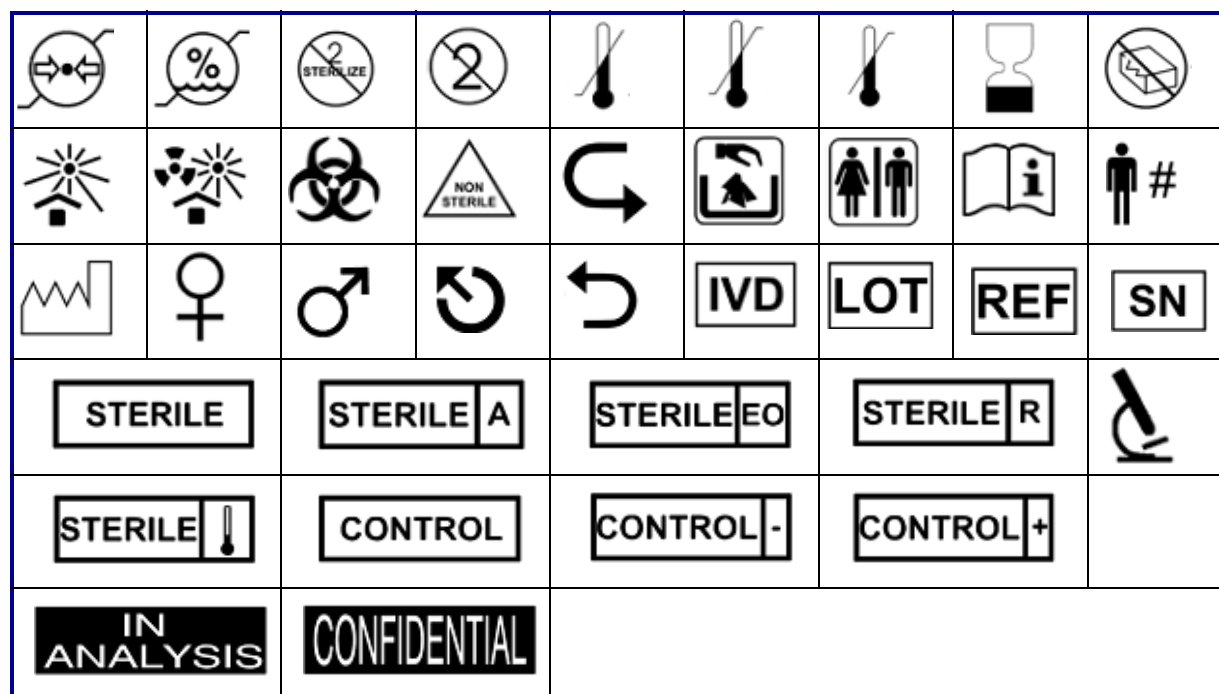 %
2
STERILIZE
2
NON
STERILE
i
#
IVD
LOT
REF
SN
STERILE
STERILE A
STERILE EO
STERILE R
STERILE
CONTROL
CONTROL -
CONTROL +
IN
ANALYSIS
CONFIDENTIAL